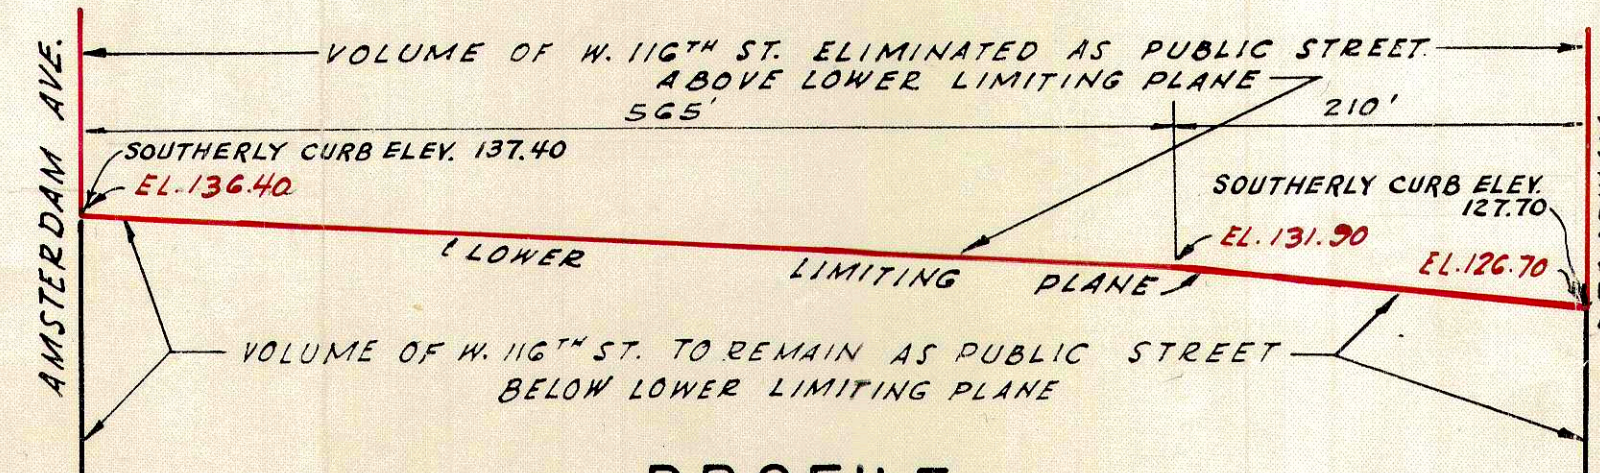 VOLUME OF W. 116TH ST. ELIMINATED AS PUBLIC STREET
ABOVE LOWER LIMITING PLANE
565'
210'
AMSTERDAM AVE.
SOUTHERLY CURB ELEV. 137.40
EL. 136.40
SOUTHERLY CURB ELEV.
127.70
EL. 131.90
EL. 126.70
LOWER LIMITING PLANE
VOLUME OF W. 116TH ST. TO REMAIN AS PUBLIC STREET
BELOW LOWER LIMITING PLANE
PROFILE